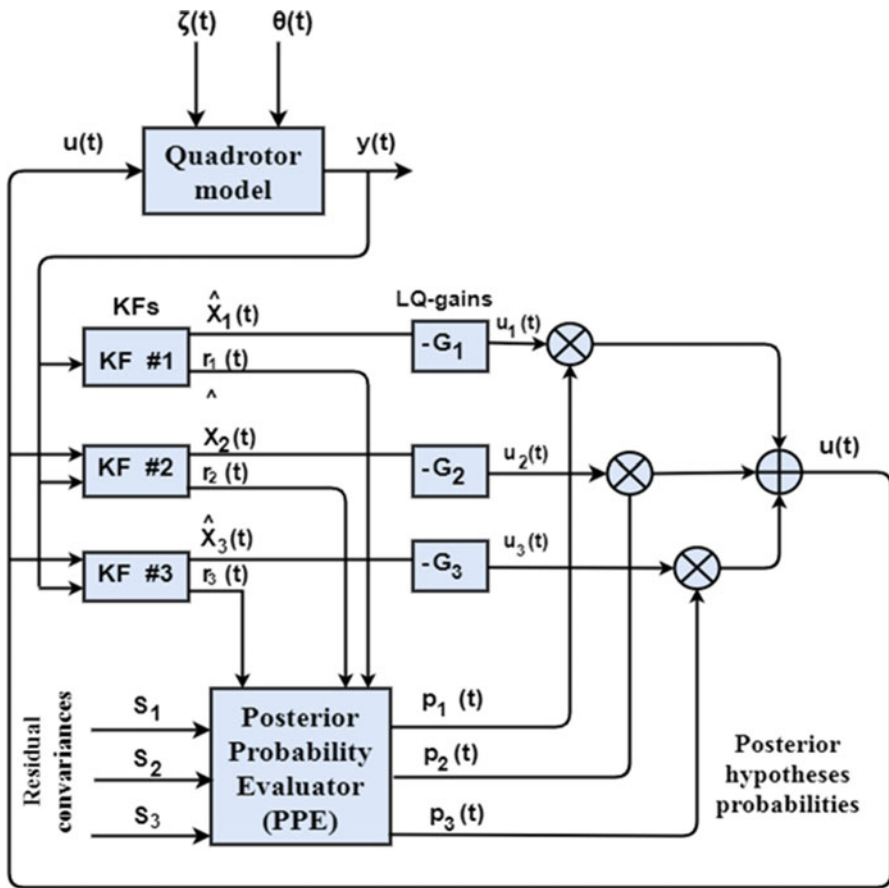 ζ(t)
θ(t)
u(t)
Quadrotor
model
y(t)
KFs
X̂1(t)
LQ-gains
KF #1
r1(t)
-G1
u1(t)
^
X2(t)
KF #2
r2(t)
-G2
u2(t)
u(t)
X̂3(t)
KF #3
r3(t)
-G3
u3(t)
Residual
convariances
S1
S2
S3
Posterior
Probability
Evaluator
(PPE)
p1 (t)
p2(t)
p3(t)
Posterior
hypotheses
probabilities